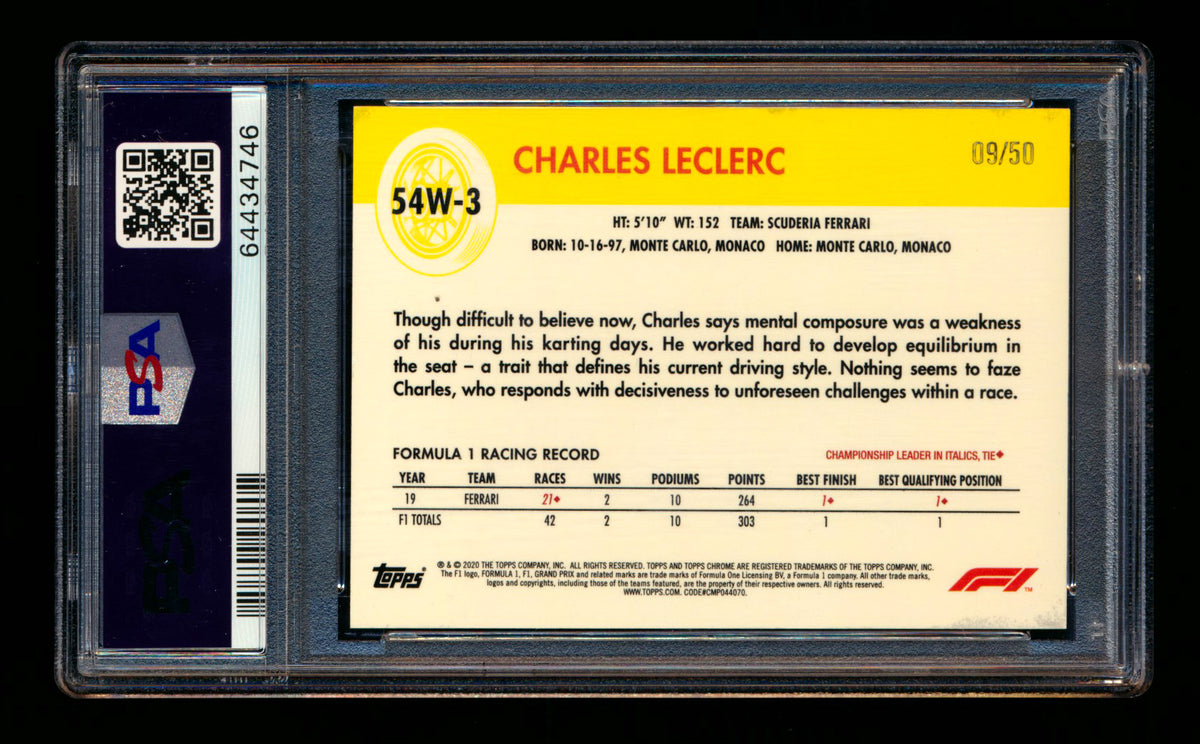 64434746
PSA
PSA
54W-3
CHARLES LECLERC
09/50
HT: 5'10" WT: 152 TEAM: SCUDERIA FERRARI
BORN: 10-16-97, MONTE CARLO, MONACO HOME: MONTE CARLO, MONACO
Though difficult to believe now, Charles says mental composure was a weakness
of his during his karting days. He worked hard to develop equilibrium in
the seat – a trait that defines his current driving style. Nothing seems to faze
Charles, who responds with decisiveness to unforeseen challenges within a race.
FORMULA 1 RACING RECORD
CHAMPIONSHIP LEADER IN ITALICS, TIE♦
YEAR TEAM RACES WINS PODIUMS POINTS BEST FINISH BEST QUALIFYING POSITION
19 FERRARI 21♦ 2 10 264 1♦ 1♦
F1 TOTALS 42 2 10 303 1 1
Topps
® & © 2020 THE TOPPS COMPANY, INC. ALL RIGHTS RESERVED. TOPPS AND TOPPS CHROME ARE REGISTERED TRADEMARKS OF THE TOPPS COMPANY, INC.
The F1 logo, FORMULA 1, F1, GRAND PRIX and related marks are trade marks of Formula One Licensing BV, a Formula 1 company. All other trade marks,
logos and copyrights, including those of the teams featured, are the property of their respective owners. All rights reserved.
WWW.TOPPS.COM. CODE#CMP044070.
F1 TM